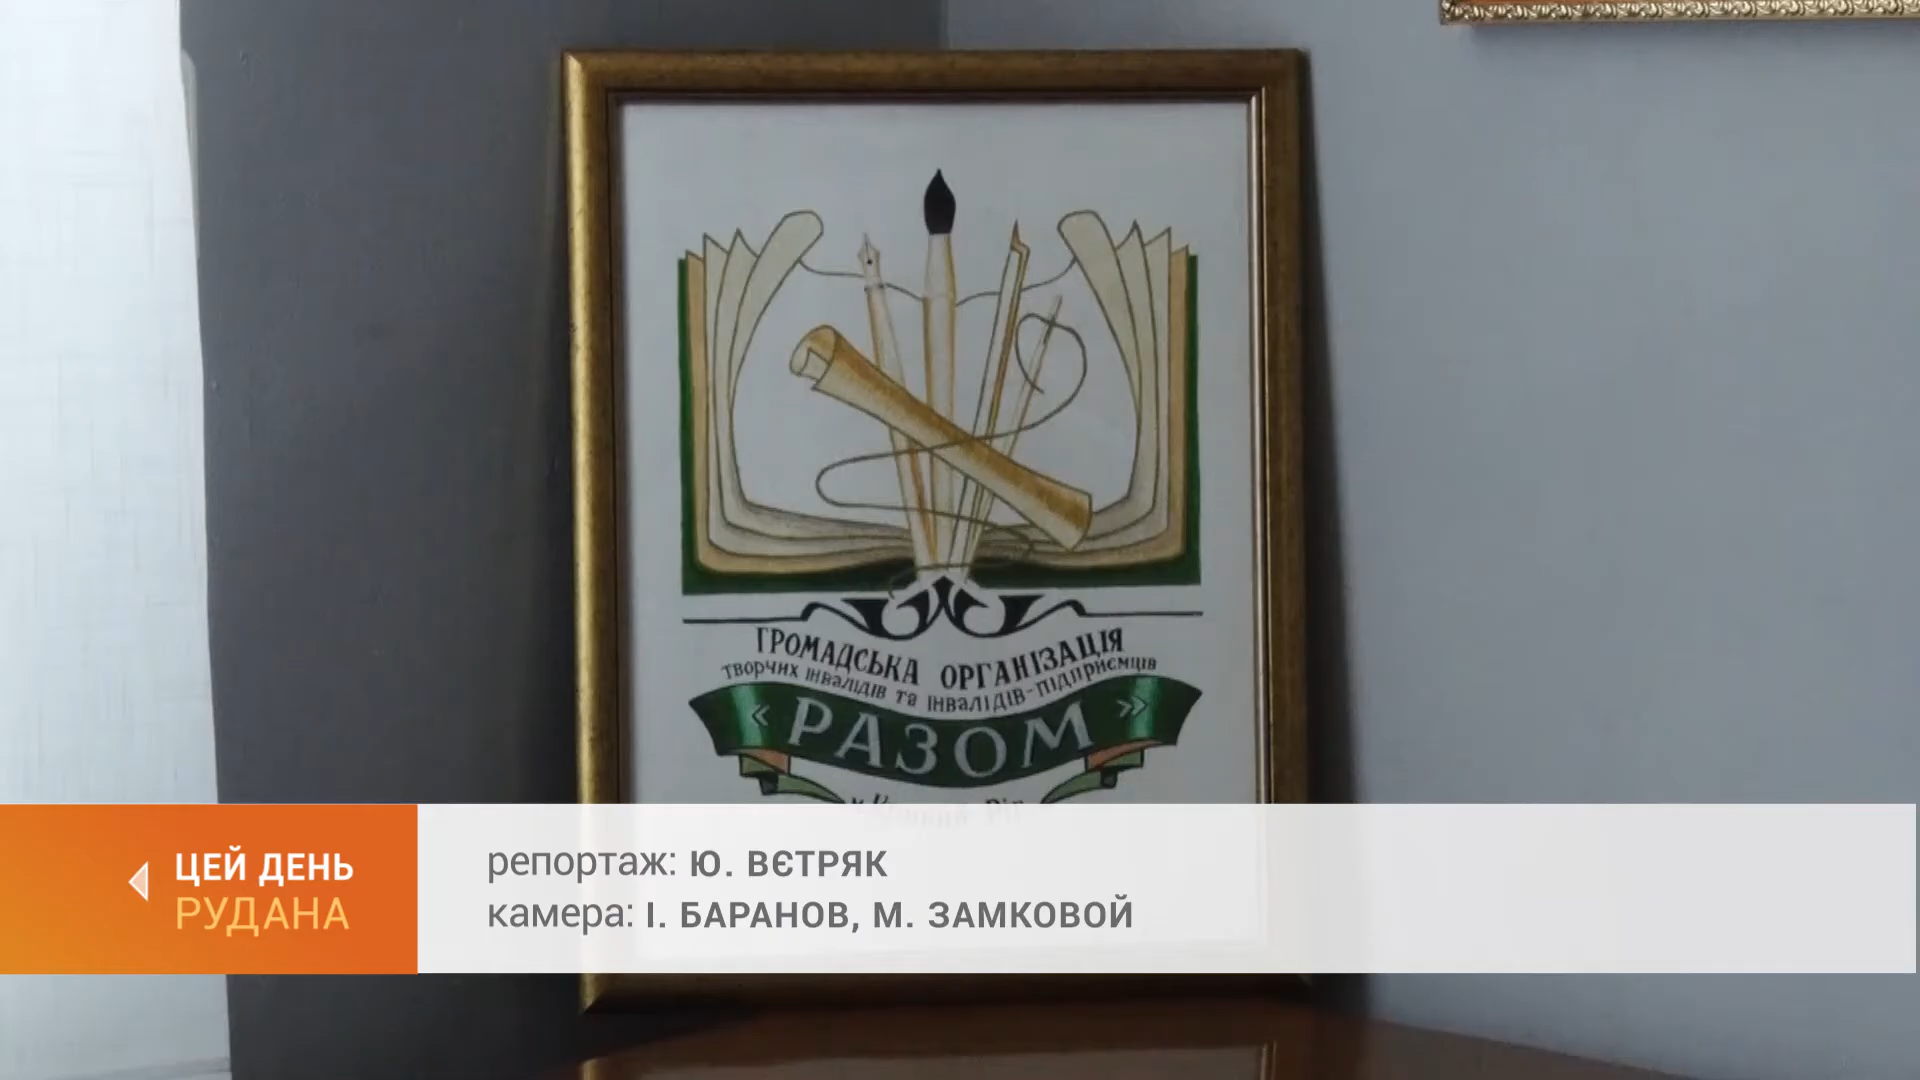 ГРОМАДСЬКА ОРГАНІЗАЦІЯ
творчих інвалідів та інвалідів-підприємців
«РАЗОМ»
ЦЕЙ ДЕНЬ
РУДАНА
репортаж: Ю. ВЄТРЯК
камера: І. БАРАНОВ, М. ЗАМКОВОЙ